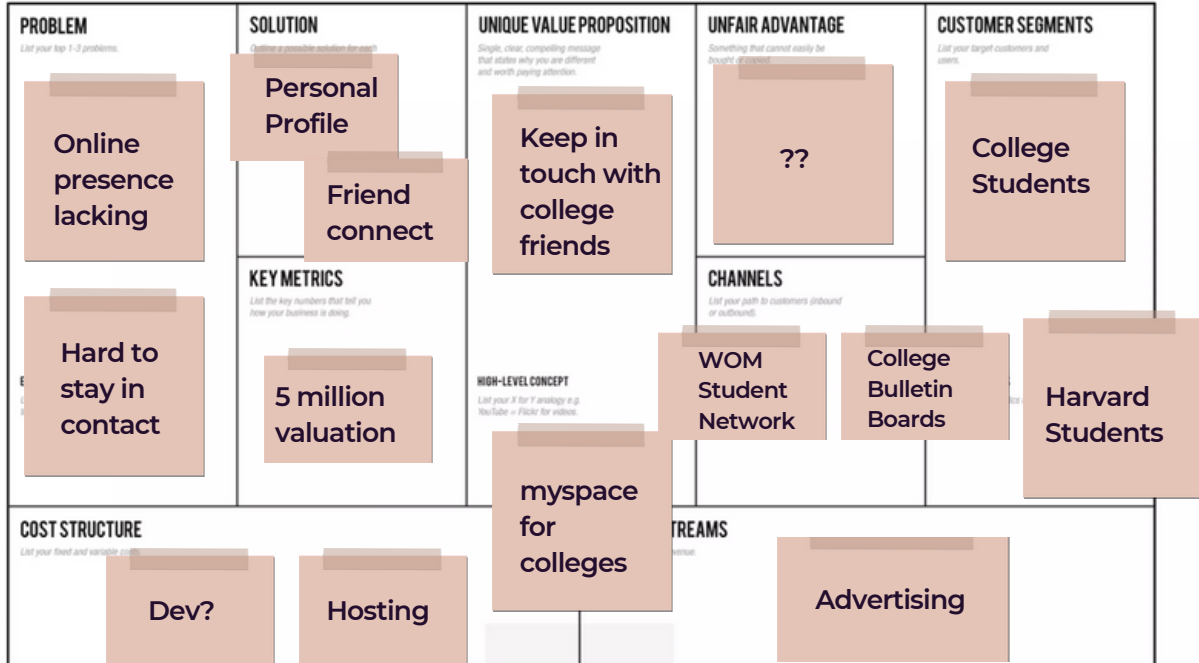 PROBLEM
List your top 1-3 problems.
Online
presence
lacking
Hard to
stay in
contact
SOLUTION
Outline a possible solution for each
Personal
Profile
Friend
connect
KEY METRICS
List the key numbers that tell you
how your business is doing.
5 million
valuation
UNIQUE VALUE PROPOSITION
Single, clear, compelling message
that states why you are different
and worth paying attention.
Keep in
touch with
college
friends
HIGH-LEVEL CONCEPT
List your X for Y analogy e.g.
YouTube = Flickr for videos.
myspace
for
colleges
UNFAIR ADVANTAGE
Something that cannot easily be
bought or copied.
??
CHANNELS
List your path to customers (inbound
or outbound).
WOM
Student
Network
College
Bulletin
Boards
CUSTOMER SEGMENTS
List your target customers and
users.
College
Students
Harvard
Students
COST STRUCTURE
List your fixed and variable costs.
Dev?
Hosting
TREAMS
venue.
Advertising